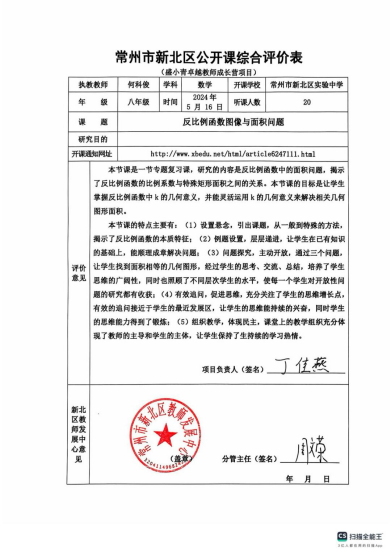 常州市新北区公开课综合评价表
（盛小青卓越教师成长营项目）
执教教师 何科俊 学科 数学 开课学校 常州市新北区实验中学
年 级 八年级 时间 2024年5月16日 听课人数 20
课 题 反比例函数图像与面积问题
研究目的
开课通知网址 http://www.xbedu.net/html/article6247111.html
本节课是一节专题复习课，研究的内容是反比例函数中的面积问题，揭示
了反比例函数的比例系数与特殊矩形面积之间的关系。本节课的目标是让学生
掌握反比例函数中k的几何意义，并能灵活运用k的几何意义来解决相关几何
图形面积。
本节课的特点主要有：（1）设置悬念，引出课题，从一般到特殊的方法，
揭示了反比例函数的本质特征；（2）例题设置，层层递进，让学生在已有知识
的基础上，能顺理成章解决问题；（3）问题探究，主动开放，通过三个问题，
让学生找到面积相等的几何图形，经过学生的思考、交流、总结，培养了学生
思维的广阔性，同时也照顾了不同层次学生的水平，使每一个学生对开放性问
题的研究都有收获；（4）有效追问，促进思维，充分关注了学生的思维增长点，
有效的追问接近于学生的最近发展区，让学生的思维能持续的兴奋，同时学生
的思维能力得到了锻炼；（5）组织教学，体现民主，课堂上的教学组织充分体
现了教师的主导和学生的主体，让学生保持了生持续的学习热情。
评价
意见
项目负责人（签名） 丁佳燕
新北
区教
师发
展中
心意
见
常州市新北区教师发展中心
（盖章）
分管主任（签名）
年 月 日
CS 扫描全能王
3亿人都在用的扫描App